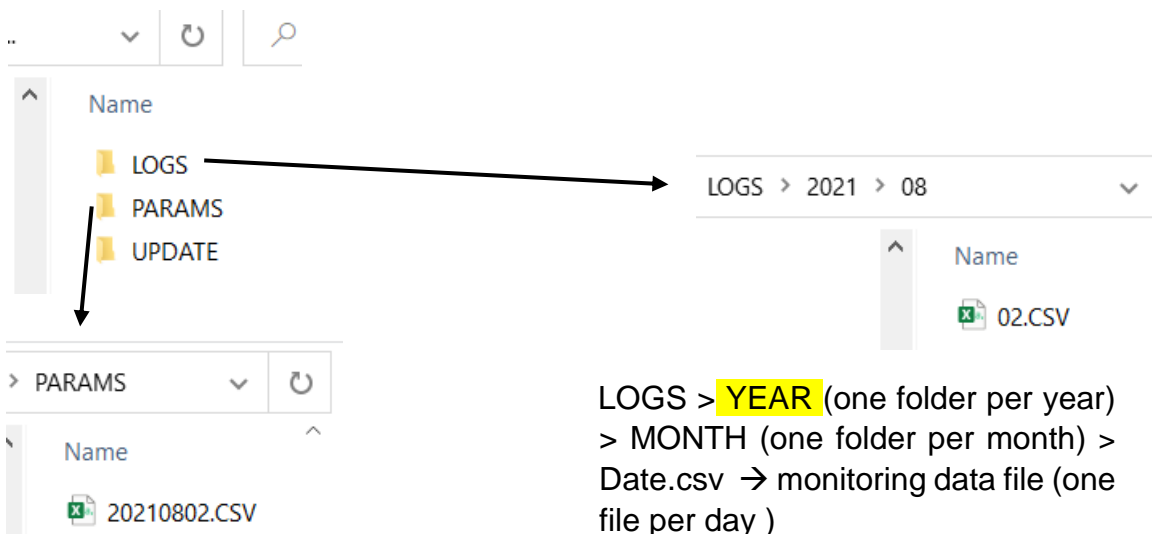 ..
Name
LOGS
PARAMS
UPDATE
LOGS > 2021 > 08
Name
02.CSV
> PARAMS
Name
20210802.CSV
LOGS > YEAR (one folder per year)
> MONTH (one folder per month) >
Date.csv → monitoring data file (one
file per day )